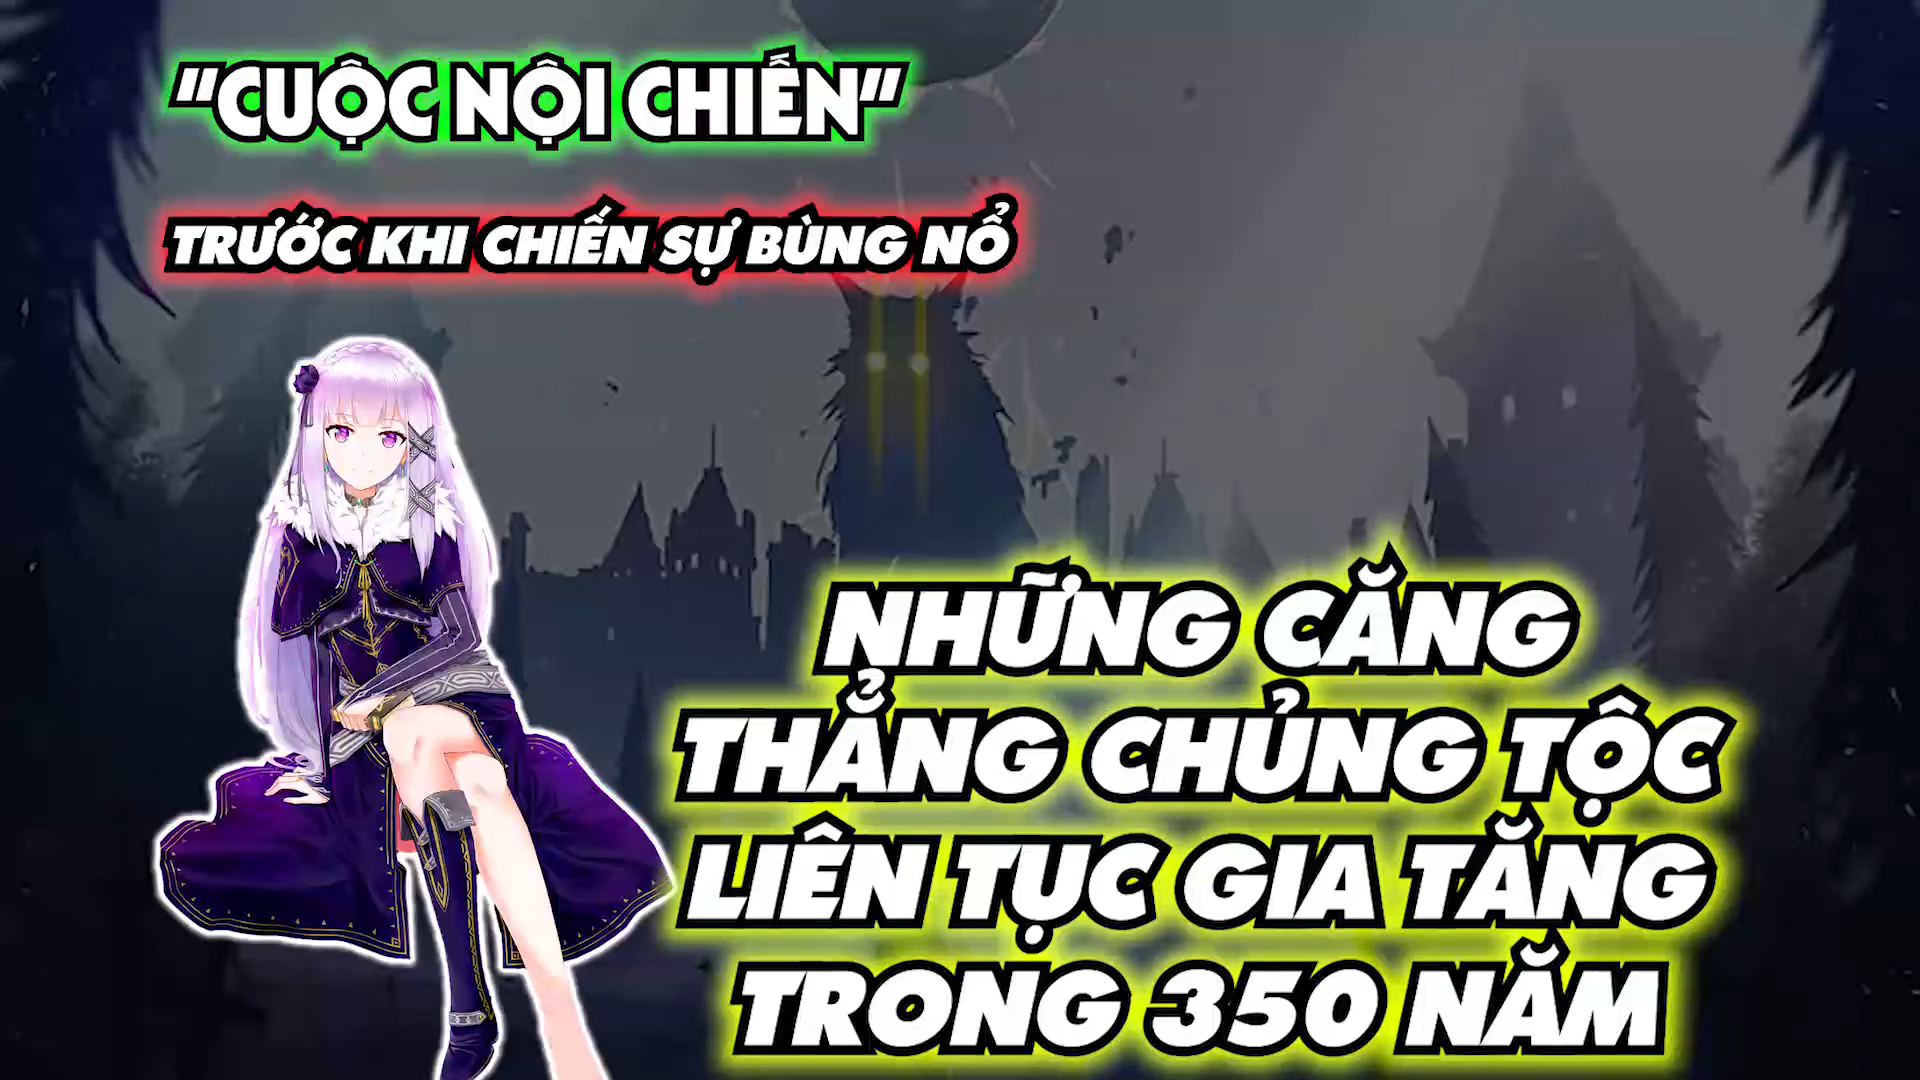 "CUỘC NỘI CHIẾN"
TRƯỚC KHI CHIẾN SỰ BÙNG NỔ
NHỮNG CĂNG
THẲNG CHỦNG TỘC
LIÊN TỤC GIA TĂNG
TRONG 350 NĂM